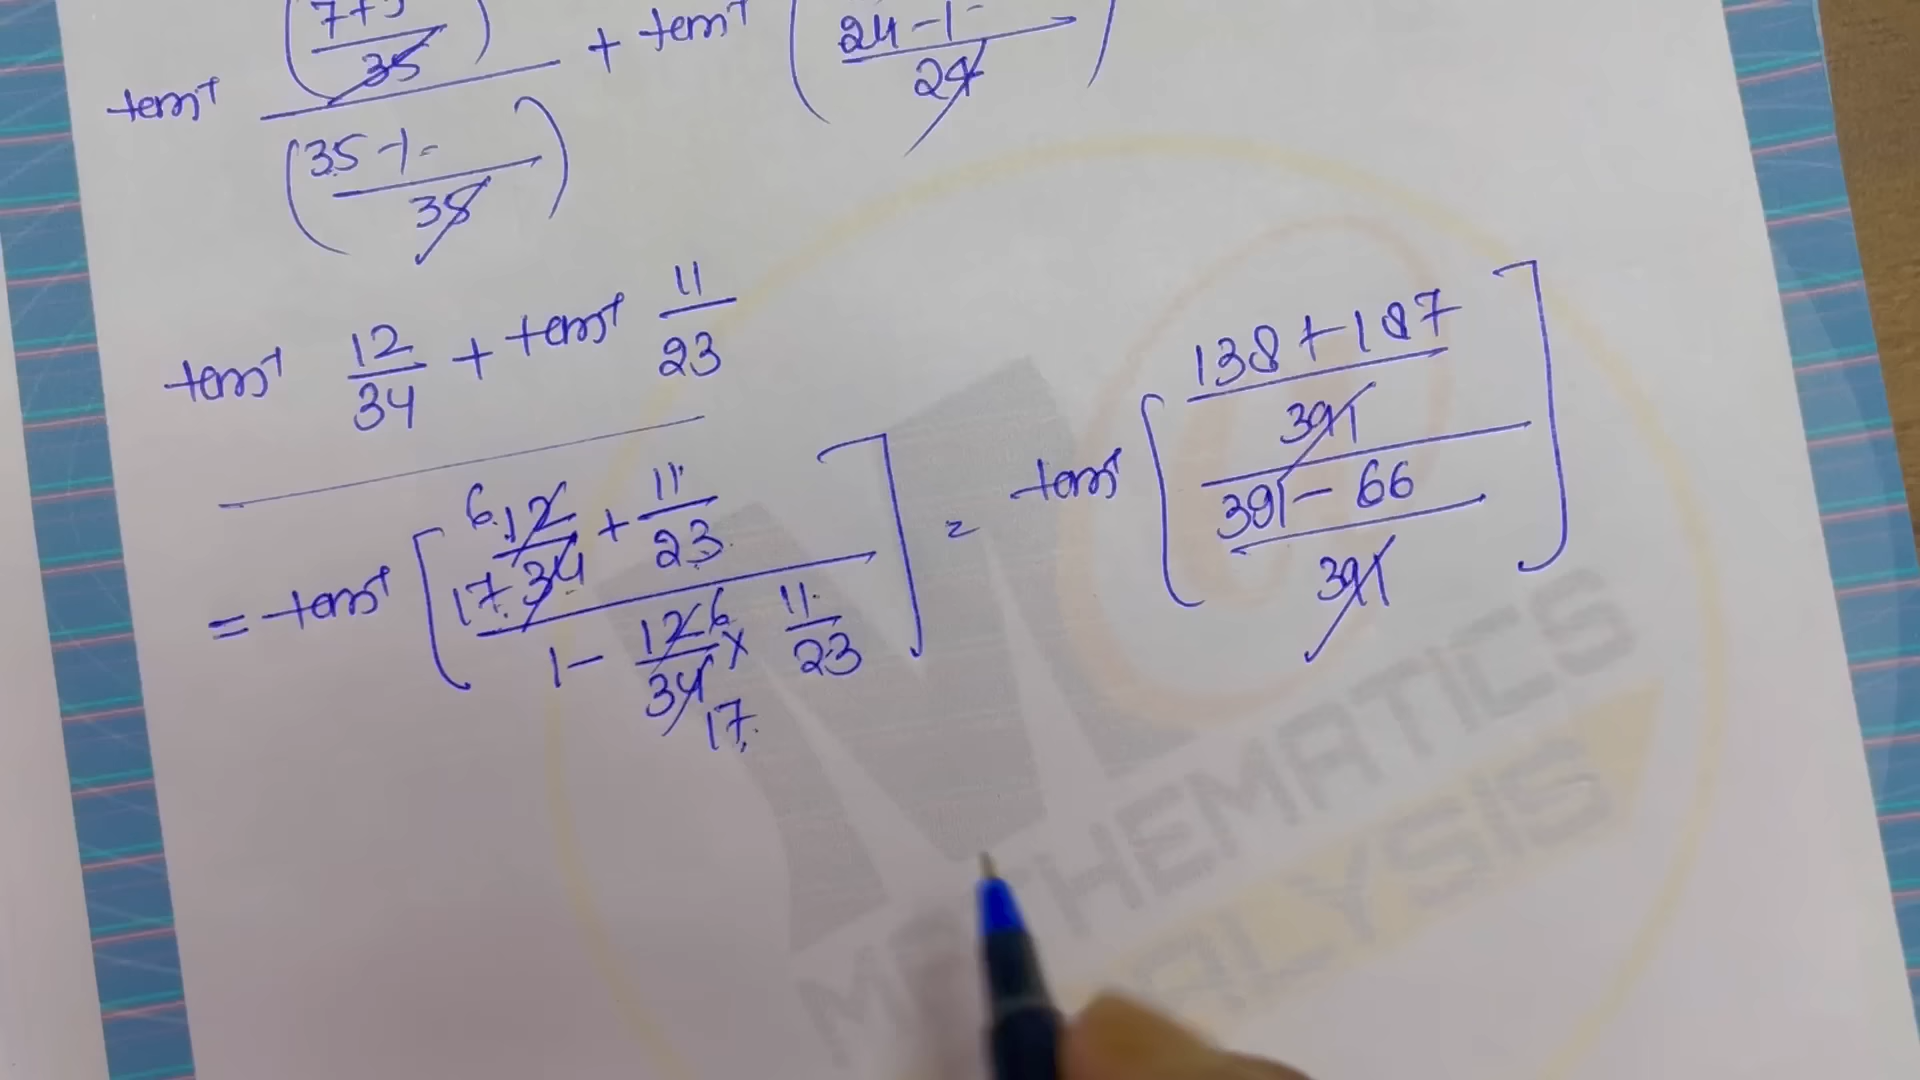 tan⁻¹ (7+5/35) / (35-1/35) + tan⁻¹ (24-1/24)
tan⁻¹ 12/34 + tan⁻¹ 11/23
= tan⁻¹ [(6 12/17 34 + 11/23) / (1 - 12 6/34 17 × 11/23)] = tan⁻¹ [(138+187/391) / (391-66/391)]
MATHEMATICS
ANALYSIS